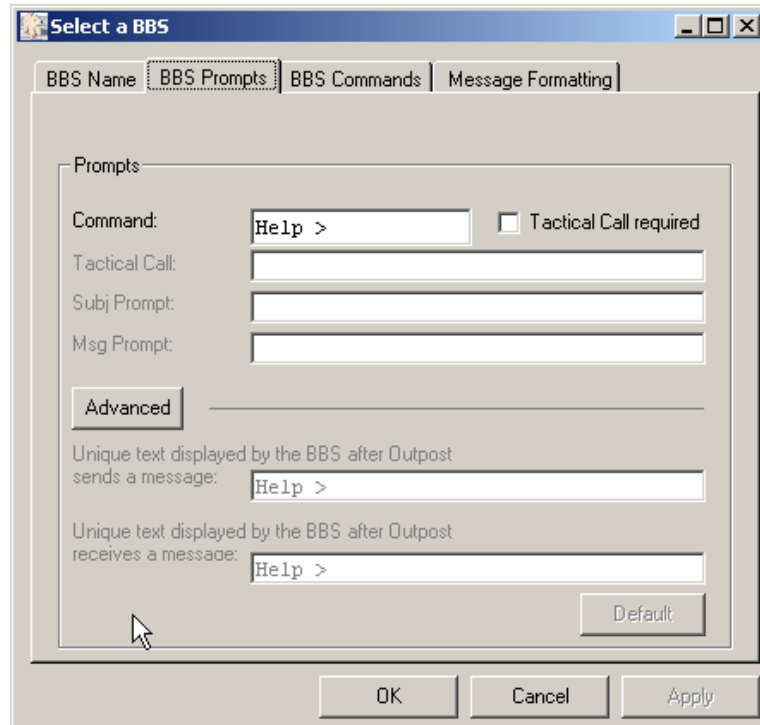 Select a BBS
BBS Name BBS Prompts BBS Commands Message Formatting
Prompts
Command: Help > Tactical Call required
Tactical Call:
Subj Prompt:
Msg Prompt:
Advanced
Unique text displayed by the BBS after Outpost
sends a message: Help >
Unique text displayed by the BBS after Outpost
receives a message: Help >
Default
OK Cancel Apply